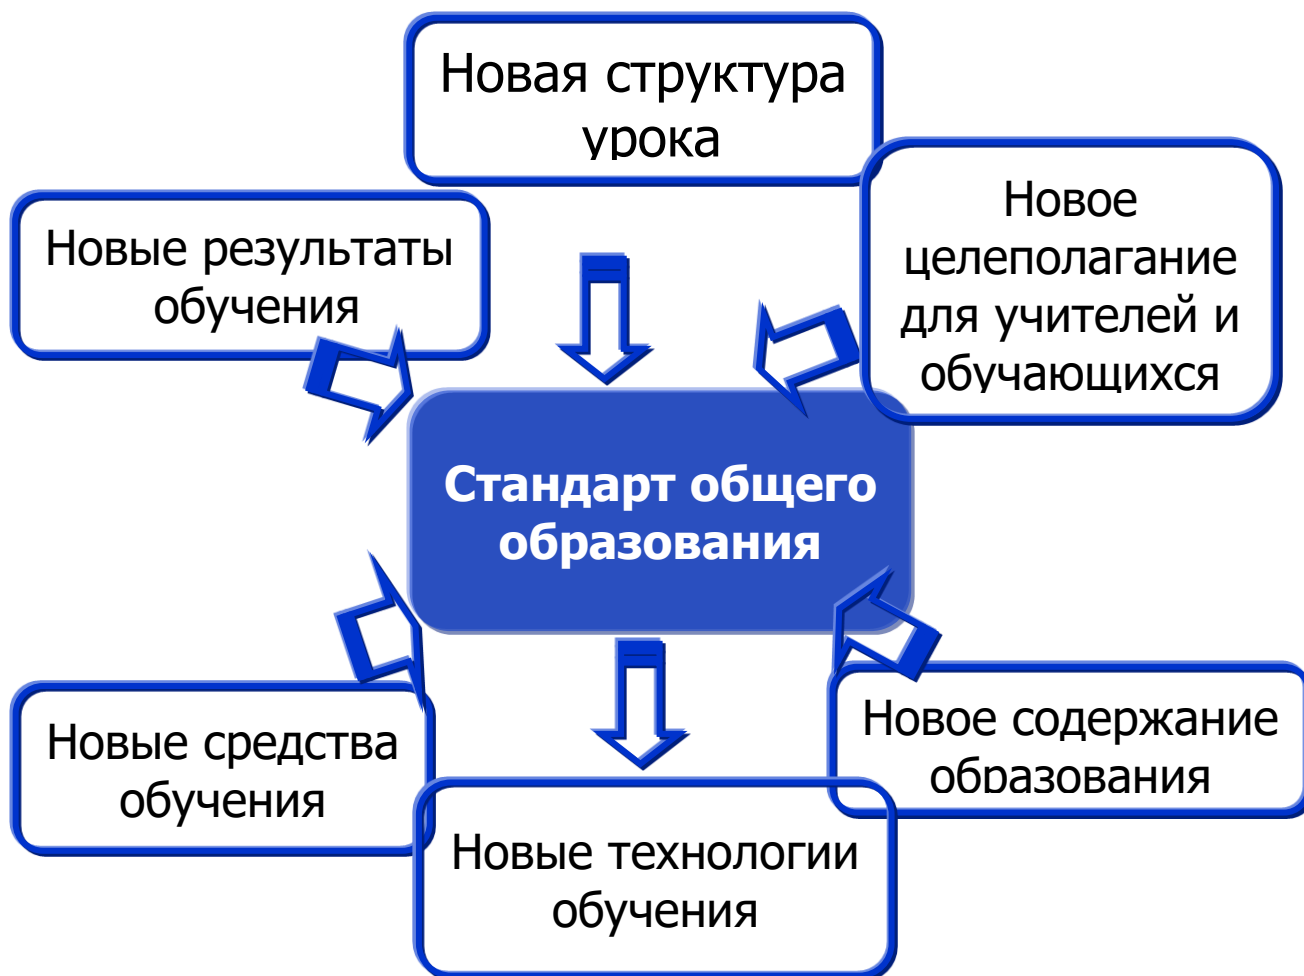 Новая структура
урока
Новые результаты
обучения
Новое
целеполагание
для учителей и
обучающихся
Стандарт общего
образования
Новые средства
обучения
Новое содержание
образования
Новые технологии
обучения